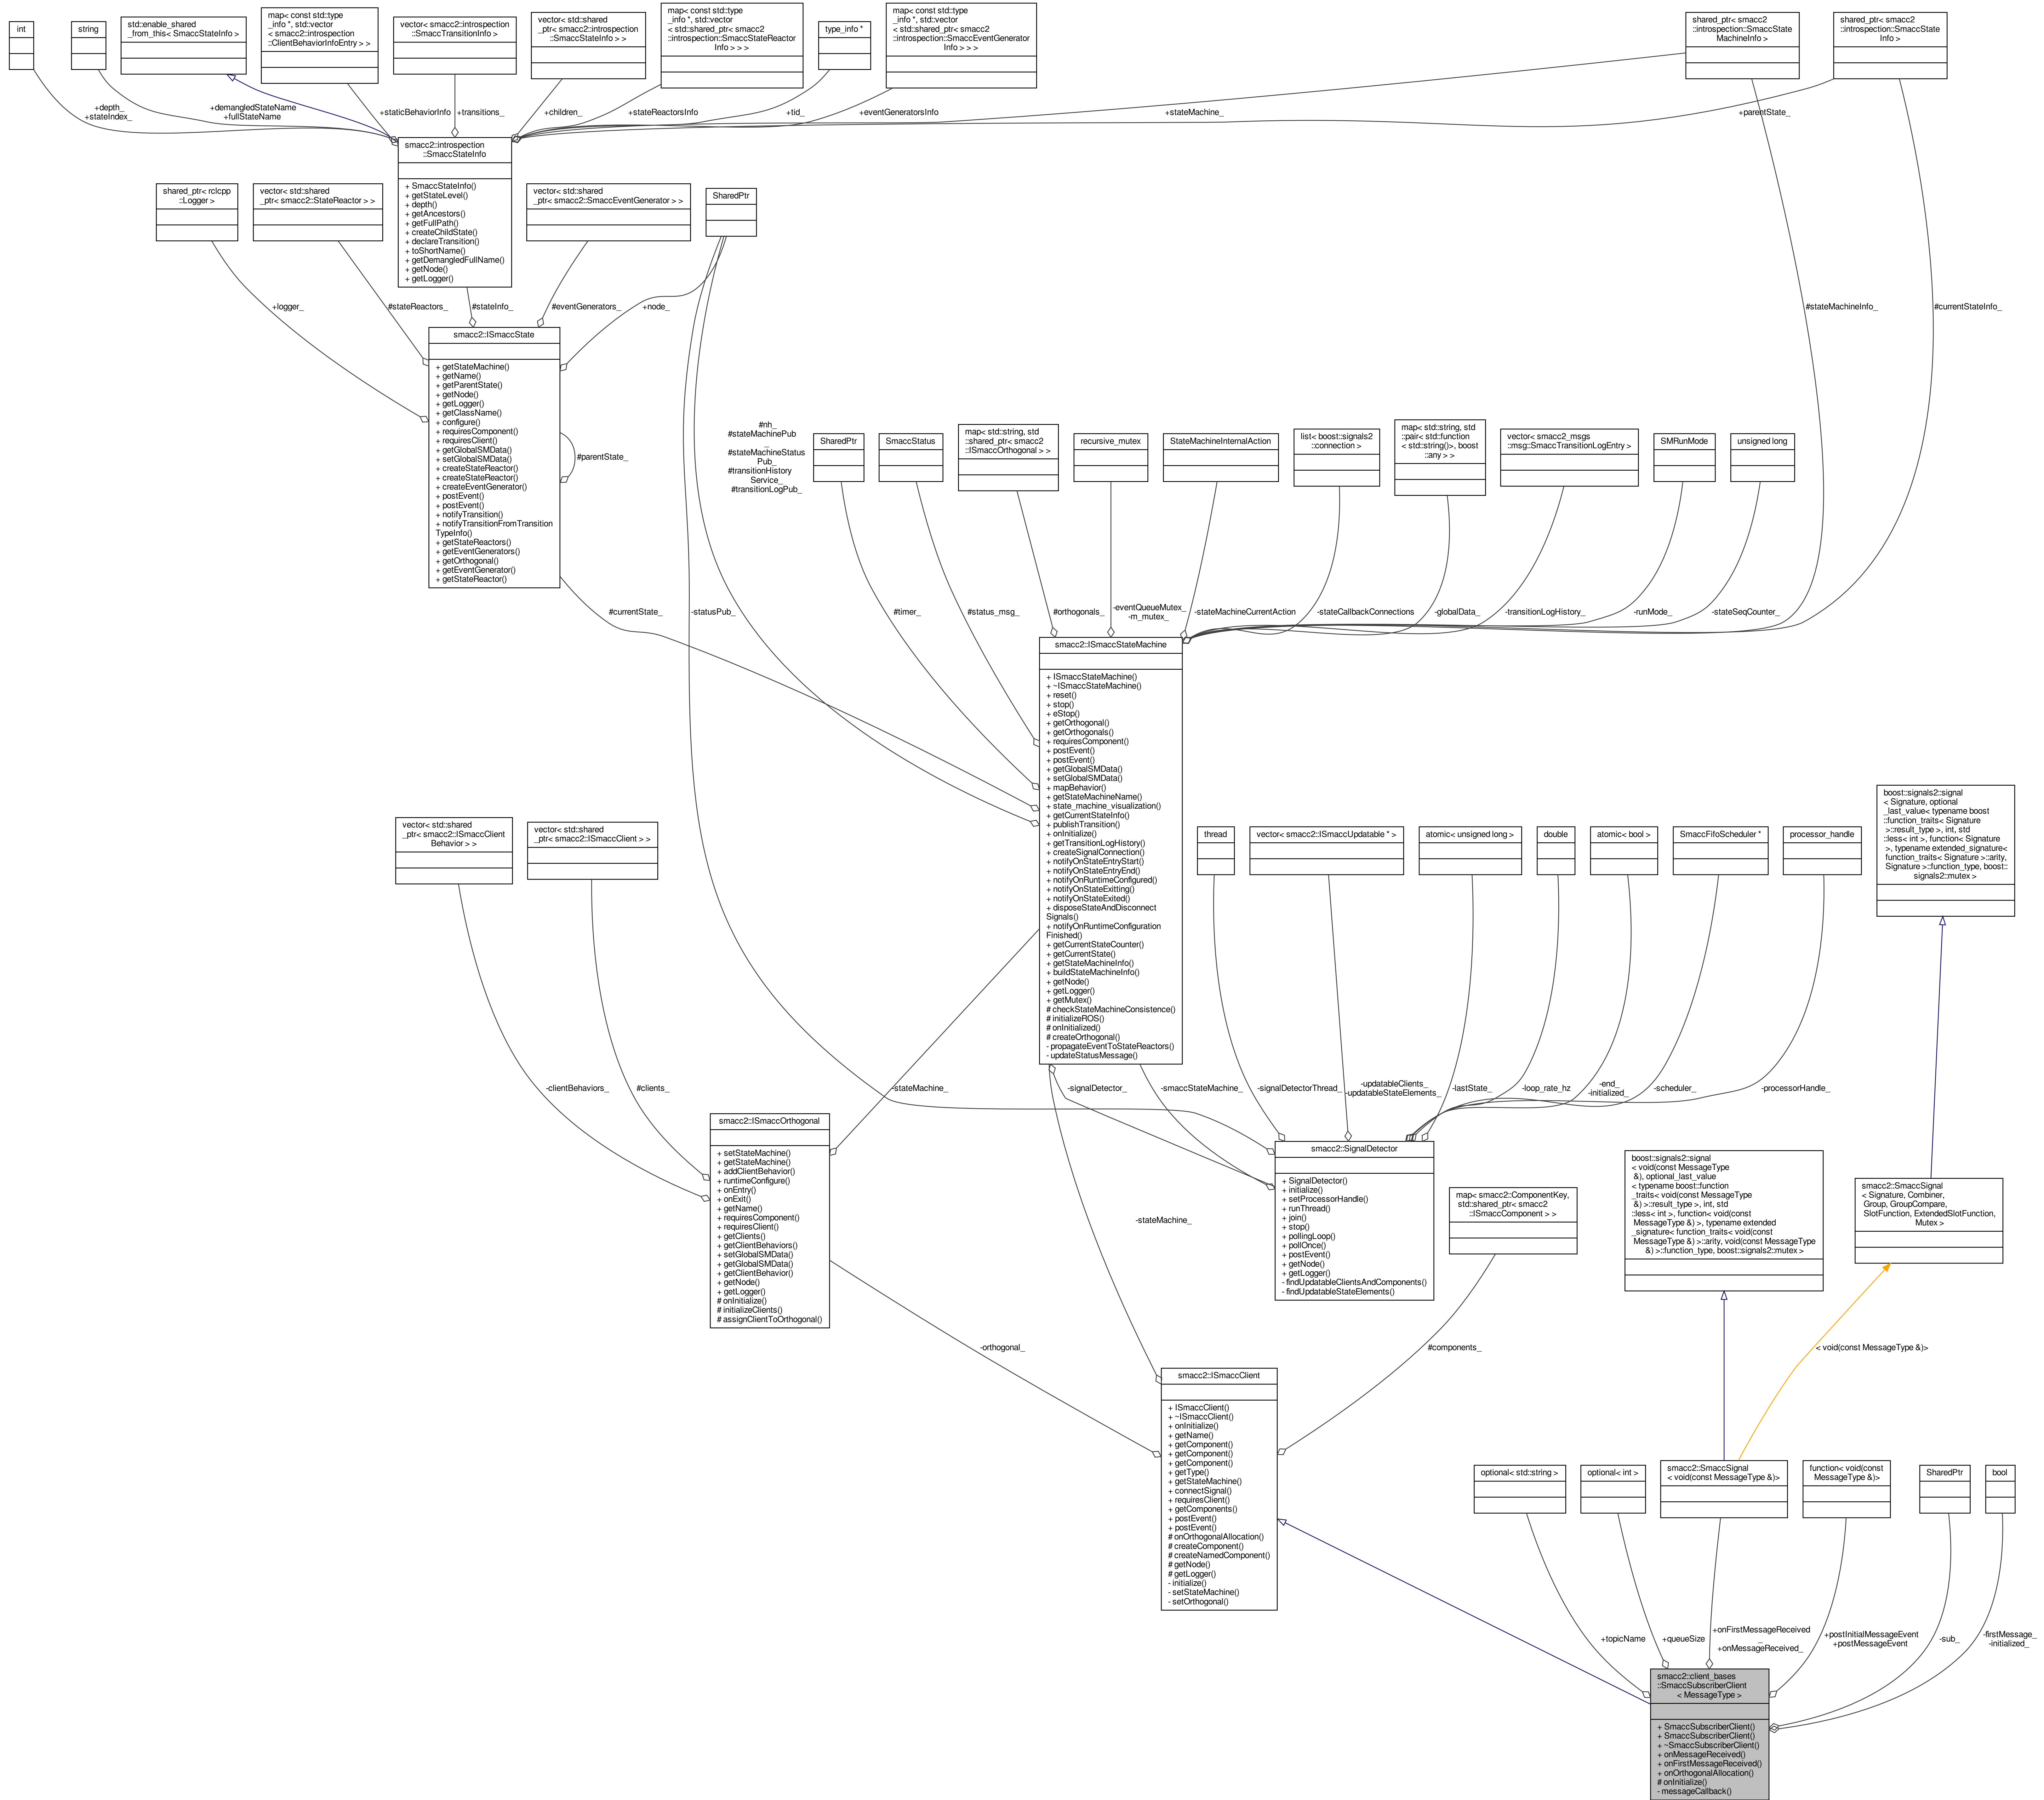 int
string
std::enable_shared
_from_this< SmaccStateInfo >
map< const std::type
_info *, std::vector
< smacc2::introspection
::ClientBehaviorInfoEntry > >
vector< smacc2::introspection
::SmaccTransitionInfo >
vector< std::shared
_ptr< smacc2::introspection
::SmaccStateInfo > >
map< const std::type
_info *, std::vector
< std::shared_ptr< smacc2
::introspection::SmaccStateReactor
Info > > >
type_info *
map< const std::type
_info *, std::vector
< std::shared_ptr< smacc2
::introspection::SmaccEventGenerator
Info > > >
shared_ptr< smacc2
::introspection::SmaccState
MachineInfo >
shared_ptr< smacc2
::introspection::SmaccState
Info >
+depth_
+stateIndex_
+demangledStateName
+fullStateName
+staticBehaviorInfo
+transitions_
+children_
+stateReactorsInfo
+tid_
+eventGeneratorsInfo
+stateMachine_
+parentState_
smacc2::introspection
::SmaccStateInfo
+ SmaccStateInfo()
+ getStateLevel()
+ depth()
+ getAncestors()
+ getFullPath()
+ createChildState()
+ declareTransition()
+ toShortName()
+ getDemangledFullName()
+ getNode()
+ getLogger()
shared_ptr< rclcpp
::Logger >
vector< std::shared
_ptr< smacc2::StateReactor > >
vector< std::shared
_ptr< smacc2::SmaccEventGenerator > >
SharedPtr
+logger_
#stateReactors_
#stateInfo_
#eventGenerators_
+node_
#stateMachineInfo_
#currentStateInfo_
smacc2::ISmaccState
+ getStateMachine()
+ getName()
+ getParentState()
+ getNode()
+ getLogger()
+ getClassName()
+ configure()
+ requiresComponent()
+ requiresClient()
+ getGlobalSMData()
+ setGlobalSMData()
+ createStateReactor()
+ createStateReactor()
+ createEventGenerator()
+ postEvent()
+ postEvent()
+ notifyTransition()
+ notifyTransitionFromTransition
TypeInfo()
+ getStateReactors()
+ getEventGenerators()
+ getOrthogonal()
+ getEventGenerator()
+ getStateReactor()
#parentState_
#nh_
#stateMachinePub
_
#stateMachineStatus
Pub_
#transitionHistory
Service_
#transitionLogPub_
SharedPtr
SmaccStatus
map< std::string, std
::shared_ptr< smacc2
::ISmaccOrthogonal > >
recursive_mutex
StateMachineInternalAction
list< boost::signals2
::connection >
map< std::string, std
::pair< std::function
< std::string()>, boost
::any > >
vector< smacc2_msgs
::msg::SmaccTransitionLogEntry >
SMRunMode
unsigned long
#currentState_
-statusPub_
#timer_
#status_msg_
#orthogonals_
-eventQueueMutex_
-m_mutex_
-stateMachineCurrentAction
-stateCallbackConnections
-globalData_
-transitionLogHistory_
-runMode_
-stateSeqCounter_
smacc2::ISmaccStateMachine
+ ISmaccStateMachine()
+ ~ISmaccStateMachine()
+ reset()
+ stop()
+ eStop()
+ getOrthogonal()
+ getOrthogonals()
+ requiresComponent()
+ postEvent()
+ postEvent()
+ getGlobalSMData()
+ setGlobalSMData()
+ mapBehavior()
+ getStateMachineName()
+ state_machine_visualization()
+ getCurrentStateInfo()
+ publishTransition()
+ onInitialize()
+ getTransitionLogHistory()
+ createSignalConnection()
+ notifyOnStateEntryStart()
+ notifyOnStateEntryEnd()
+ notifyOnRuntimeConfigured()
+ notifyOnStateExitting()
+ notifyOnStateExited()
+ disposeStateAndDisconnect
Signals()
+ notifyOnRuntimeConfiguration
Finished()
+ getCurrentStateCounter()
+ getCurrentState()
+ getStateMachineInfo()
+ buildStateMachineInfo()
+ getNode()
+ getLogger()
+ getMutex()
# checkStateMachineConsistence()
# initializeROS()
# onInitialized()
# createOrthogonal()
- propagateEventToStateReactors()
- updateStatusMessage()
vector< std::shared
_ptr< smacc2::ISmaccClient
Behavior > >
vector< std::shared
_ptr< smacc2::ISmaccClient > >
thread
vector< smacc2::ISmaccUpdatable * >
atomic< unsigned long >
double
atomic< bool >
SmaccFifoScheduler *
processor_handle
boost::signals2::signal
< Signature, optional
_last_value< typename boost
::function_traits< Signature
>::result_type >, int, std
::less< int >, function< Signature
>, typename extended_signature<
function_traits< Signature >::arity,
Signature >::function_type, boost::
signals2::mutex >
-clientBehaviors_
#clients_
-stateMachine_
-signalDetector_
-smaccStateMachine_
-signalDetectorThread_
-updatableClients_
-updatableStateElements_
-lastState_
-loop_rate_hz
-end_
-initialized_
-scheduler_
-processorHandle_
smacc2::ISmaccOrthogonal
+ setStateMachine()
+ getStateMachine()
+ addClientBehavior()
+ runtimeConfigure()
+ onEntry()
+ onExit()
+ getName()
+ requiresComponent()
+ requiresClient()
+ getClients()
+ getClientBehaviors()
+ setGlobalSMData()
+ getGlobalSMData()
+ getClientBehavior()
+ getNode()
+ getLogger()
# onInitialize()
# initializeClients()
# assignClientToOrthogonal()
smacc2::SignalDetector
+ SignalDetector()
+ initialize()
+ setProcessorHandle()
+ runThread()
+ join()
+ stop()
+ pollingLoop()
+ pollOnce()
+ postEvent()
+ getNode()
+ getLogger()
- findUpdatableClientsAndComponents()
- findUpdatableStateElements()
map< smacc2::ComponentKey,
std::shared_ptr< smacc2
::ISmaccComponent > >
boost::signals2::signal
< void(const MessageType
&), optional_last_value
< typename boost::function
_traits< void(const MessageType
&) >::result_type >, int, std
::less< int >, function< void(const
MessageType &) >, typename extended
_signature< function_traits< void(const
MessageType &) >::arity, void(const MessageType
&) >::function_type, boost::signals2::mutex >
smacc2::SmaccSignal
< Signature, Combiner,
Group, GroupCompare,
SlotFunction, ExtendedSlotFunction,
Mutex >
-stateMachine_
-orthogonal_
#components_
< void(const MessageType &)>
smacc2::ISmaccClient
+ ISmaccClient()
+ ~ISmaccClient()
+ onInitialize()
+ getName()
+ getComponent()
+ getComponent()
+ getComponent()
+ getType()
+ getStateMachine()
+ connectSignal()
+ requiresClient()
+ getComponents()
+ postEvent()
+ postEvent()
# onOrthogonalAllocation()
# createComponent()
# createNamedComponent()
# getNode()
# getLogger()
- initialize()
- setStateMachine()
- setOrthogonal()
optional< std::string >
optional< int >
smacc2::SmaccSignal
< void(const MessageType &)>
function< void(const
MessageType &)>
SharedPtr
bool
+topicName
+queueSize
+onFirstMessageReceived
_
+onMessageReceived_
+postInitialMessageEvent
+postMessageEvent
-sub_
-firstMessage_
-initialized_
smacc2::client_bases
::SmaccSubscriberClient
< MessageType >
+ SmaccSubscriberClient()
+ SmaccSubscriberClient()
+ ~SmaccSubscriberClient()
+ onMessageReceived()
+ onFirstMessageReceived()
+ onOrthogonalAllocation()
# onInitialize()
- messageCallback()